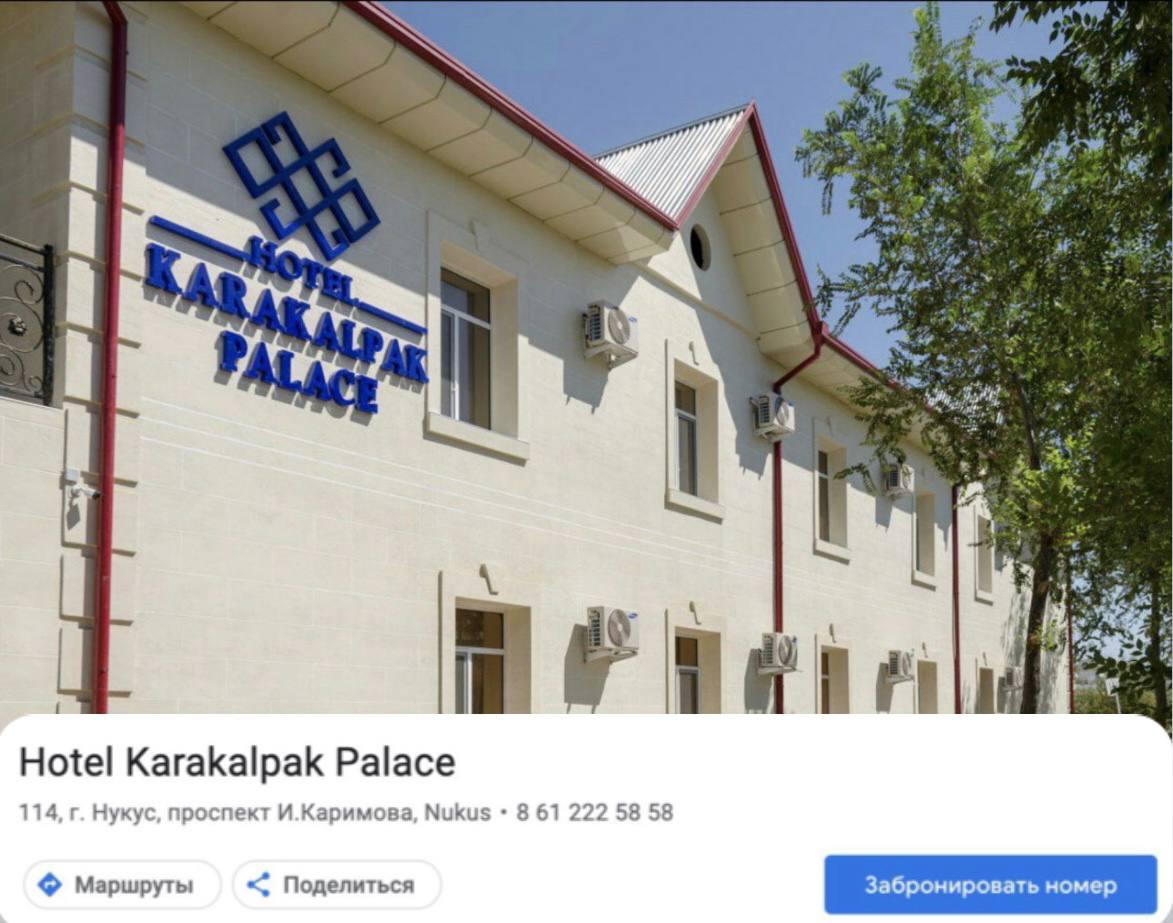 HOTEL
KARAKALPAK
PALACE
Hotel Karakalpak Palace
114, г. Нукус, проспект И.Каримова, Nukus • 8 61 222 58 58
Маршруты
Поделиться
Забронировать номер